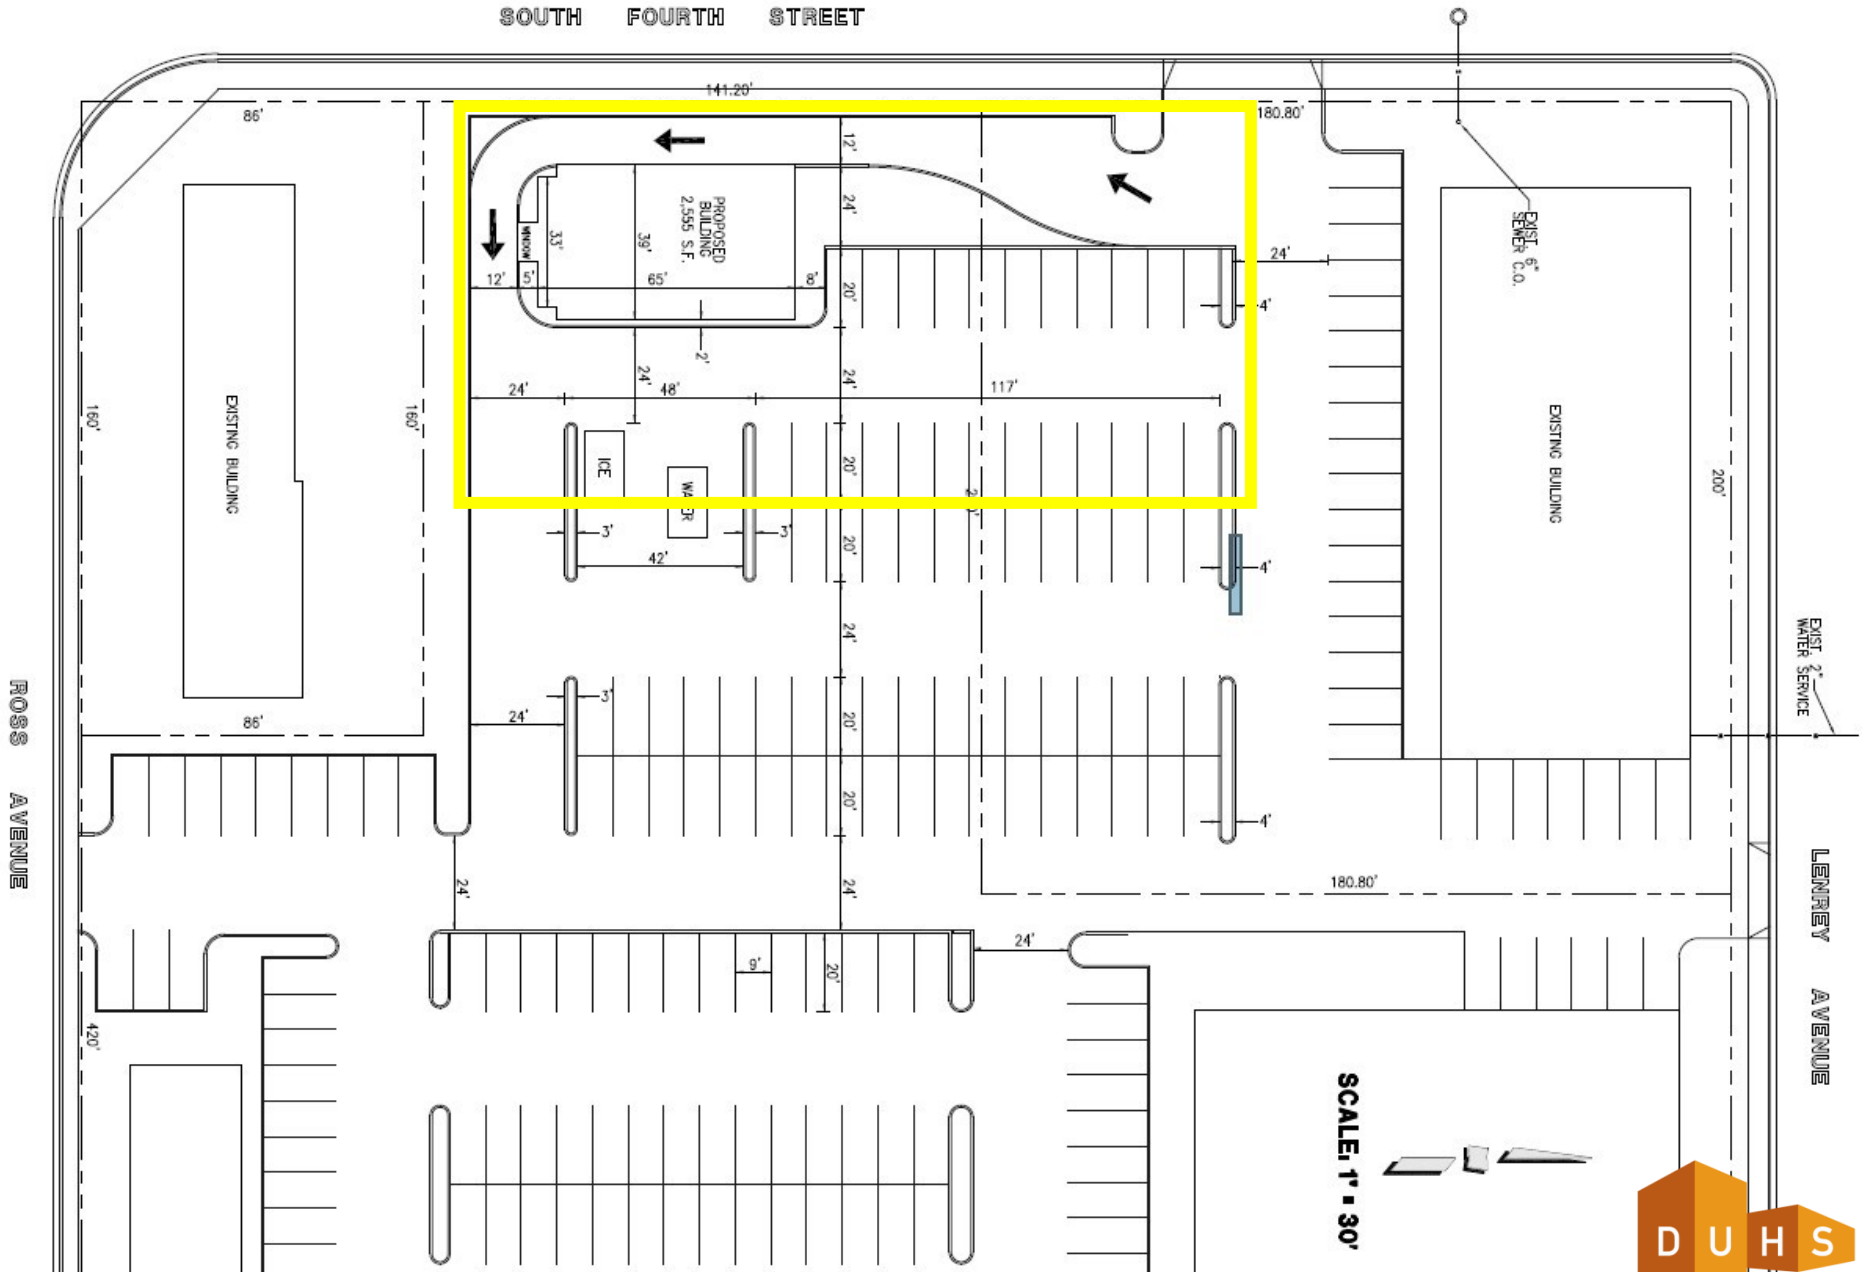 SOUTH FOURTH STREET
141.20'
86'
180.80'
12'
24'
PROPOSED
BUILDING
2,555 S.F.
39'
33'
WINDOW
12'
5'
65'
8'
20'
24'
4'
EXIST. 6"
SEWER C.O.
2'
24'
24'
24'
48'
117'
160'
160'
EXISTING BUILDING
ICE
WATER
20'
EXISTING BUILDING
200'
3'
3'
42'
20'
4'
24'
EXIST. 2"
WATER SERVICE
ROSS AVENUE
86'
24'
3'
20'
20'
4'
24'
24'
180.80'
LENREY AVENUE
24'
9'
20'
420'
SCALE: 1" = 30'
DUHS